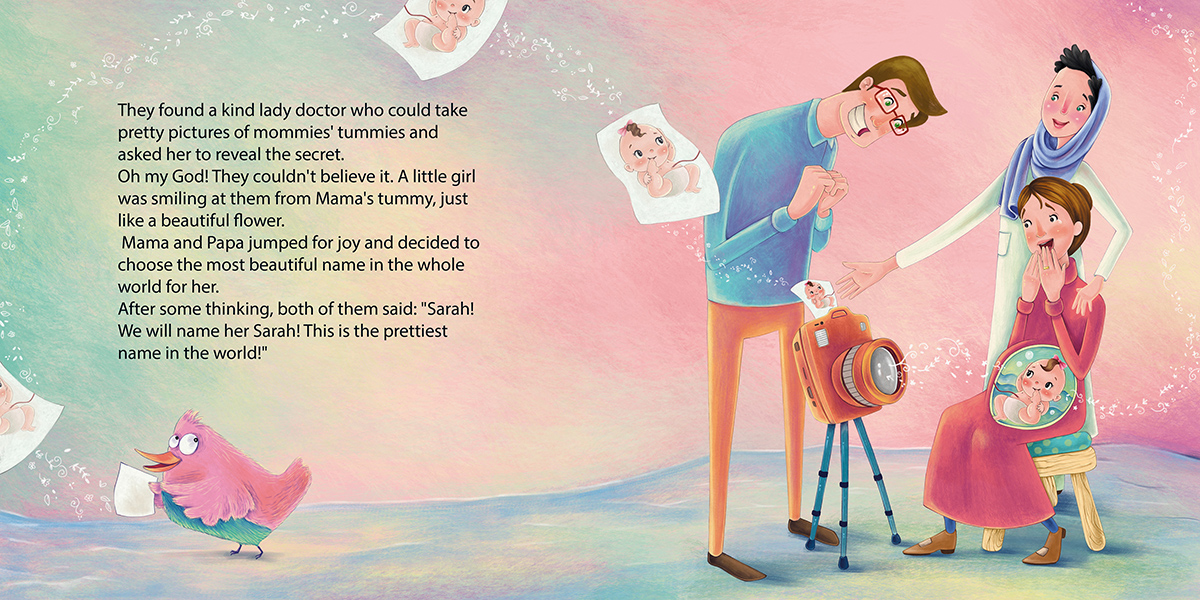 They found a kind lady doctor who could take
pretty pictures of mommies' tummies and
asked her to reveal the secret.
Oh my God! They couldn't believe it. A little girl
was smiling at them from Mama's tummy, just
like a beautiful flower.
Mama and Papa jumped for joy and decided to
choose the most beautiful name in the whole
world for her.
After some thinking, both of them said: "Sarah!
We will name her Sarah! This is the prettiest
name in the world!"